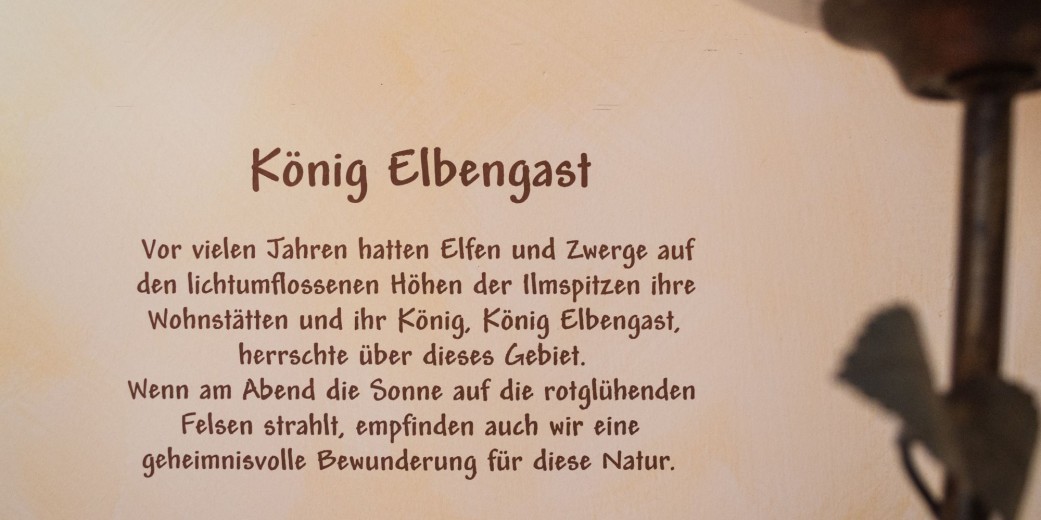 König Elbengast
Vor vielen Jahren hatten Elfen und Zwerge auf
den lichtumflossenen Höhen der Ilmspitzen ihre
Wohnstätten und ihr König, König Elbengast,
herrschte über dieses Gebiet.
Wenn am Abend die Sonne auf die rotglühenden
Felsen strahlt, empfinden auch wir eine
geheimnisvolle Bewunderung für diese Natur.